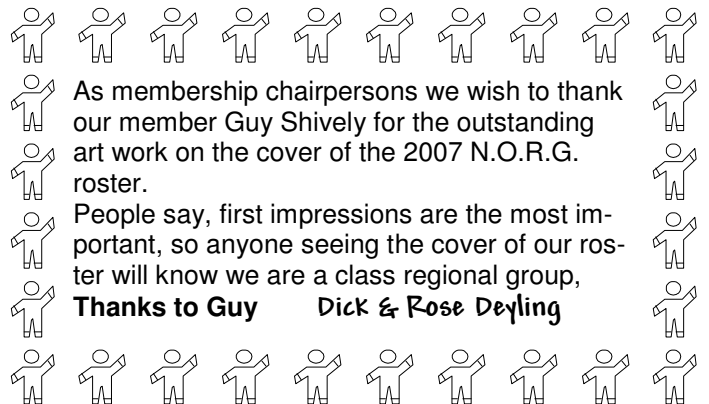 As membership chairpersons we wish to thank
our member Guy Shively for the outstanding
art work on the cover of the 2007 N.O.R.G.
roster.
People say, first impressions are the most im-
portant, so anyone seeing the cover of our ros-
ter will know we are a class regional group,
Thanks to Guy Dick & Rose Deyling